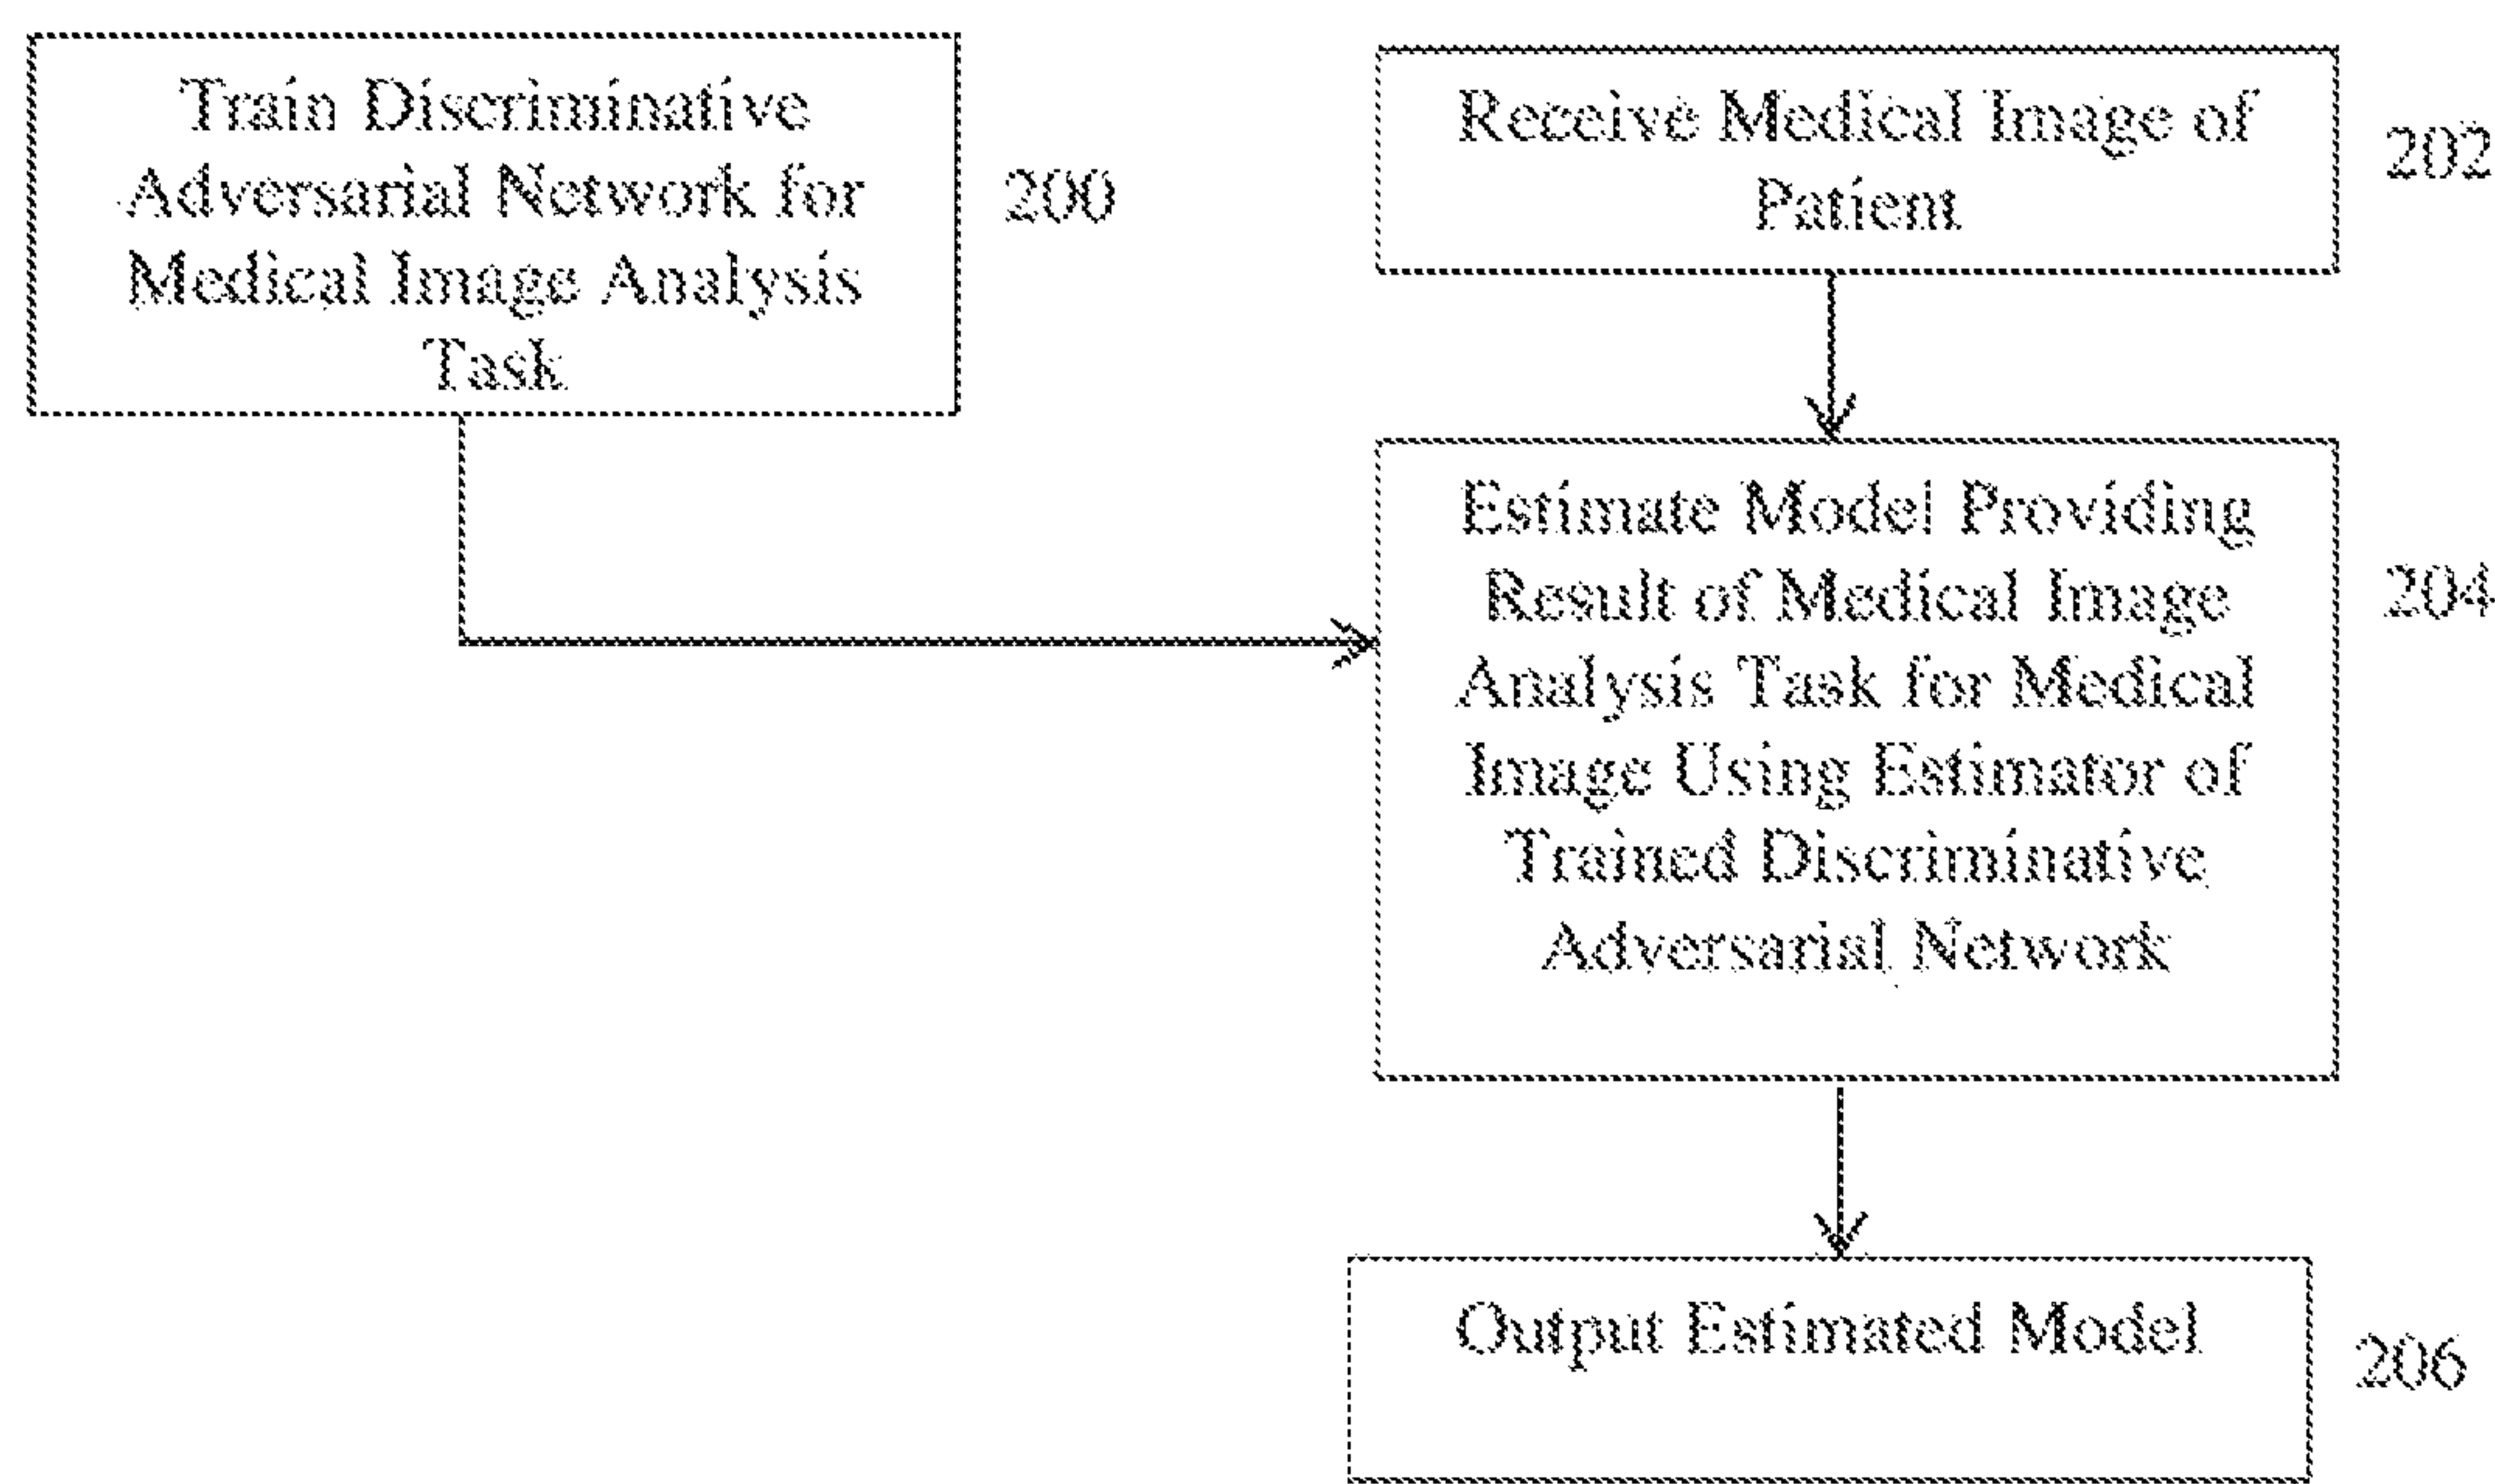 Train Discriminative
Adversarial Network for
Medical Image Analysis
Task
200
Receive Medical Image of
Patient
202
Estimate Model Providing
Result of Medical Image
Analysis Task for Medical
Image Using Estimator of
Trained Discriminative
Adversarial Network
204
Output Estimated Model
206